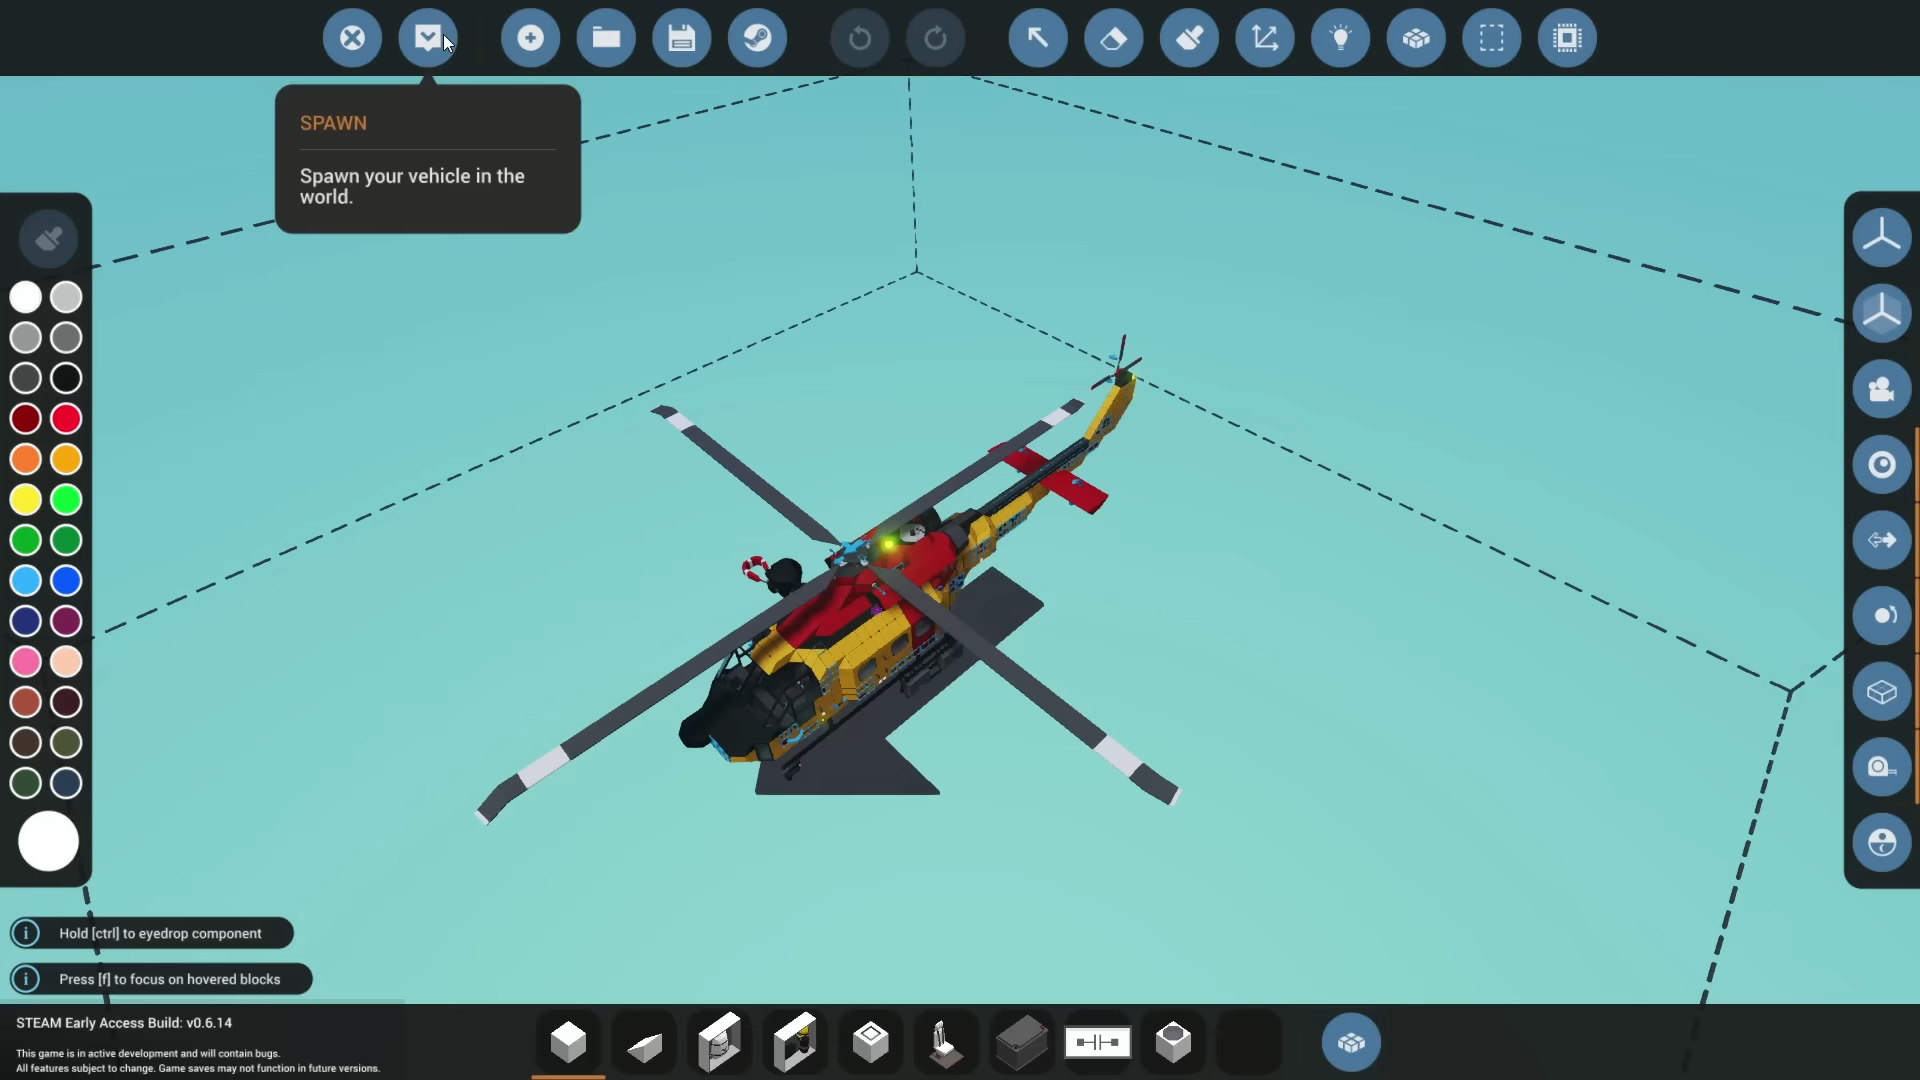 SPAWN
Spawn your vehicle in the
world.
Hold [ctrl] to eyedrop component
Press [f] to focus on hovered blocks
STEAM Early Access Build: v0.6.14
This game is in active development and will contain bugs.
All features subject to change. Game saves may not function in future versions.